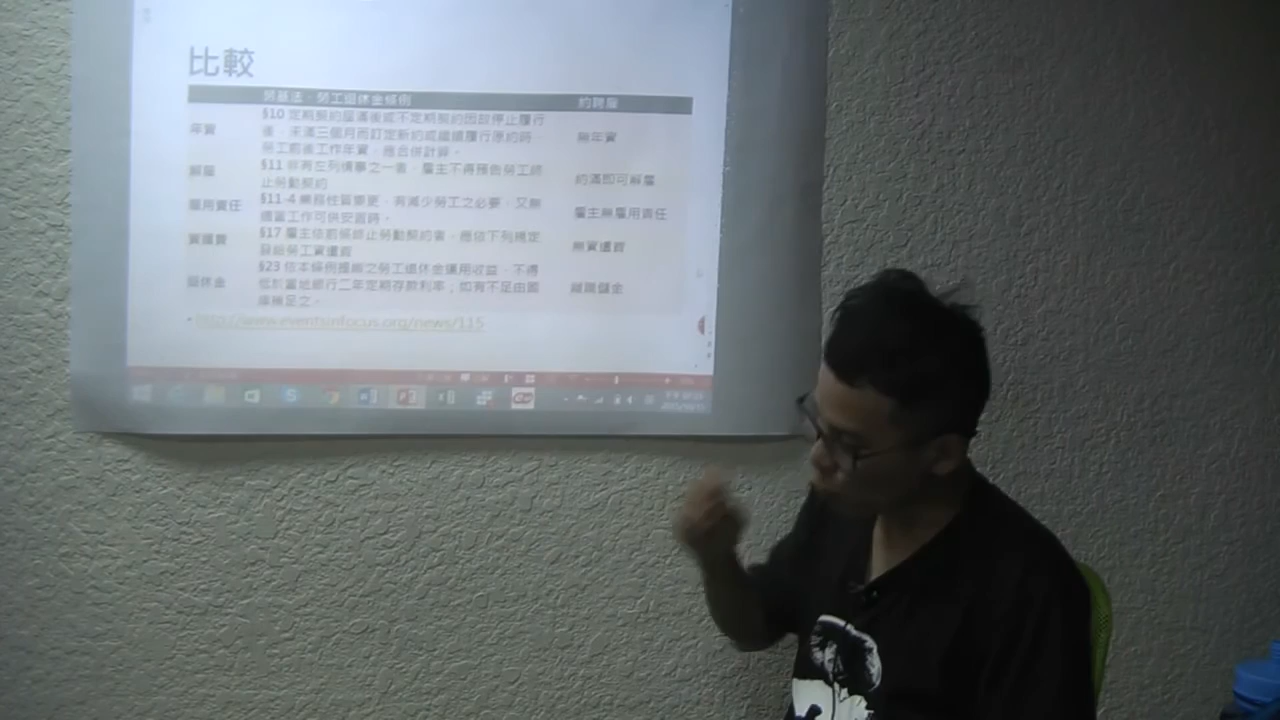 比較
勞基法、勞工退休金條例 約聘雇
年資 §10 定期契約屆滿後或不定期契約因故停止履行
後，未滿三個月而訂定新約或繼續履行原約時，
勞工前後工作年資，應合併計算。 無年資
解雇 §11 非有左列情事之一者，雇主不得預告勞工終
止勞動契約 約滿即可解雇
雇用責任 §11-4 業務性質變更，有減少勞工之必要，又無
適當工作可供安置時。 雇主無雇用責任
資遣費 §17 雇主依前條終止勞動契約者，應依下列規定
發給勞工資遣費 無資遣費
退休金 §23 依本條例提繳之勞工退休金運用收益，不得
低於當地銀行二年定期存款利率；如有不足由國
庫補足之。 離職儲金
http://www.eventsinfocus.org/news/115